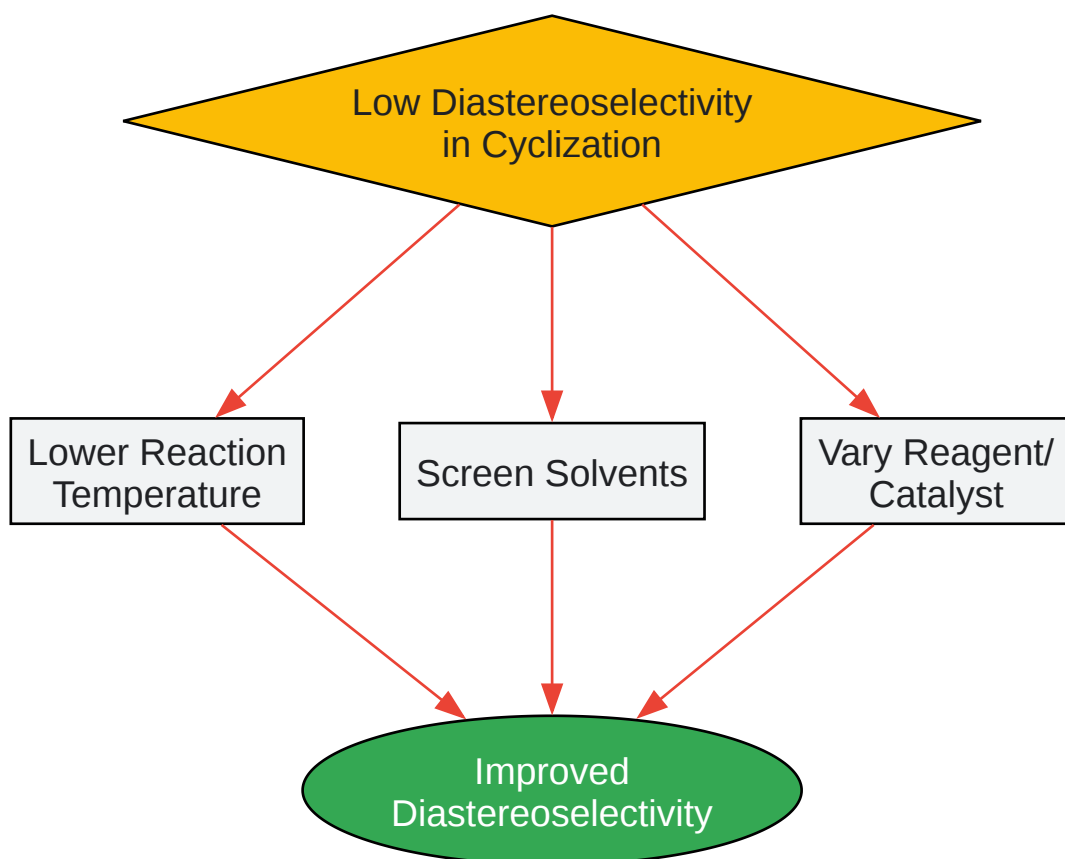 Low Diastereoselectivity
in Cyclization
Lower Reaction
Temperature
Screen Solvents
Vary Reagent/
Catalyst
Improved
Diastereoselectivity